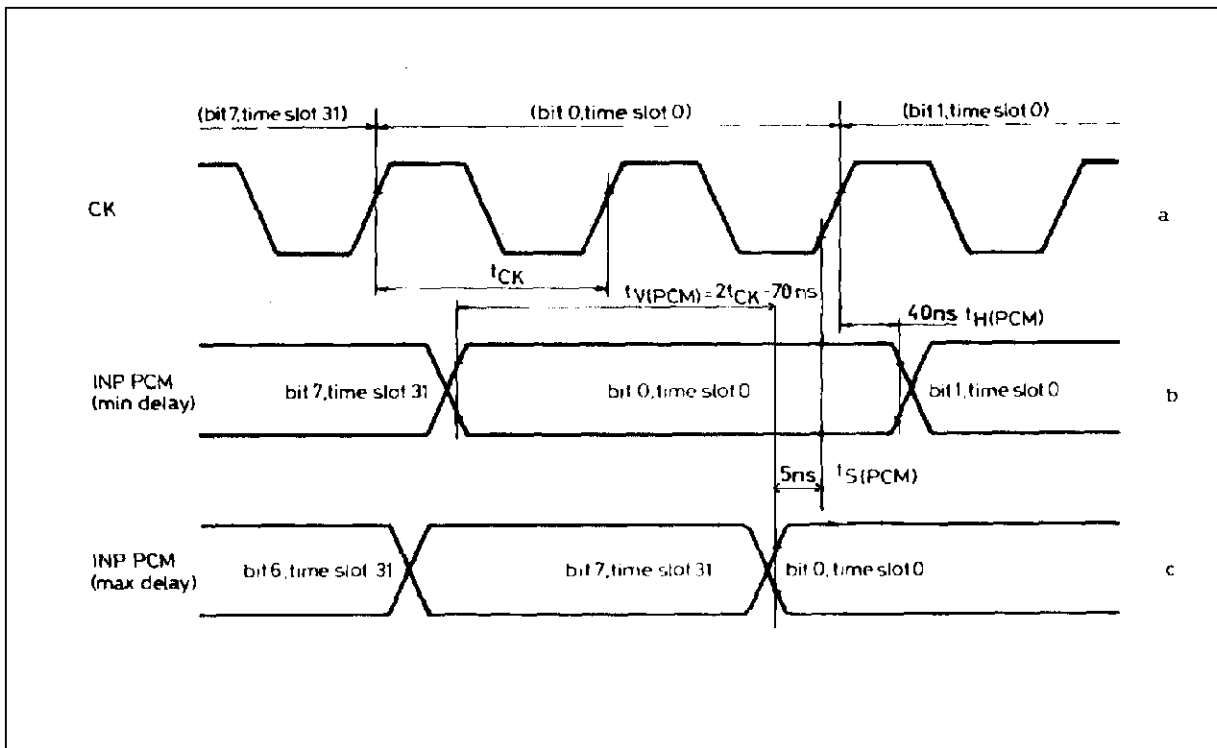 (bit 7, time slot 31)
(bit 0, time slot 0)
(bit 1, time slot 0)
CK
a
tCK
tV(PCM) = 2tCK -70 ns
40ns tH(PCM)
INP PCM
(min delay)
bit 7, time slot 31
bit 0, time slot 0
bit 1, time slot 0
b
5ns
tS(PCM)
INP PCM
(max delay)
bit 6, time slot 31
bit 7, time slot 31
bit 0, time slot 0
c